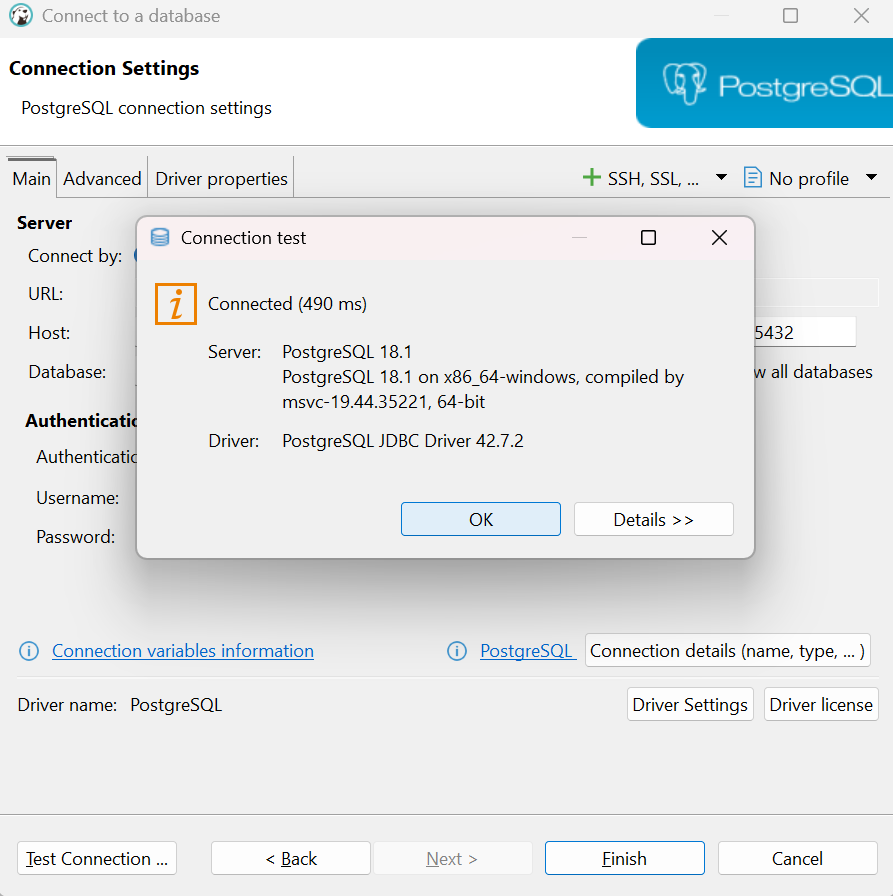 Connect to a database
Connection Settings
PostgreSQL connection settings
PostgreSQL
Main
Advanced
Driver properties
SSH, SSL, ...
No profile
Server
Connect by:
URL:
Host:
5432
Database:
all databases
Authentication
Username:
Password:
Connection test
Connected (490 ms)
Server: PostgreSQL 18.1
PostgreSQL 18.1 on x86_64-windows, compiled by
msvc-19.44.35221, 64-bit
Driver: PostgreSQL JDBC Driver 42.7.2
OK
Details >>
Connection variables information
PostgreSQL
Connection details (name, type, ... )
Driver name: PostgreSQL
Driver Settings
Driver license
Test Connection ...
< Back
Next >
Finish
Cancel